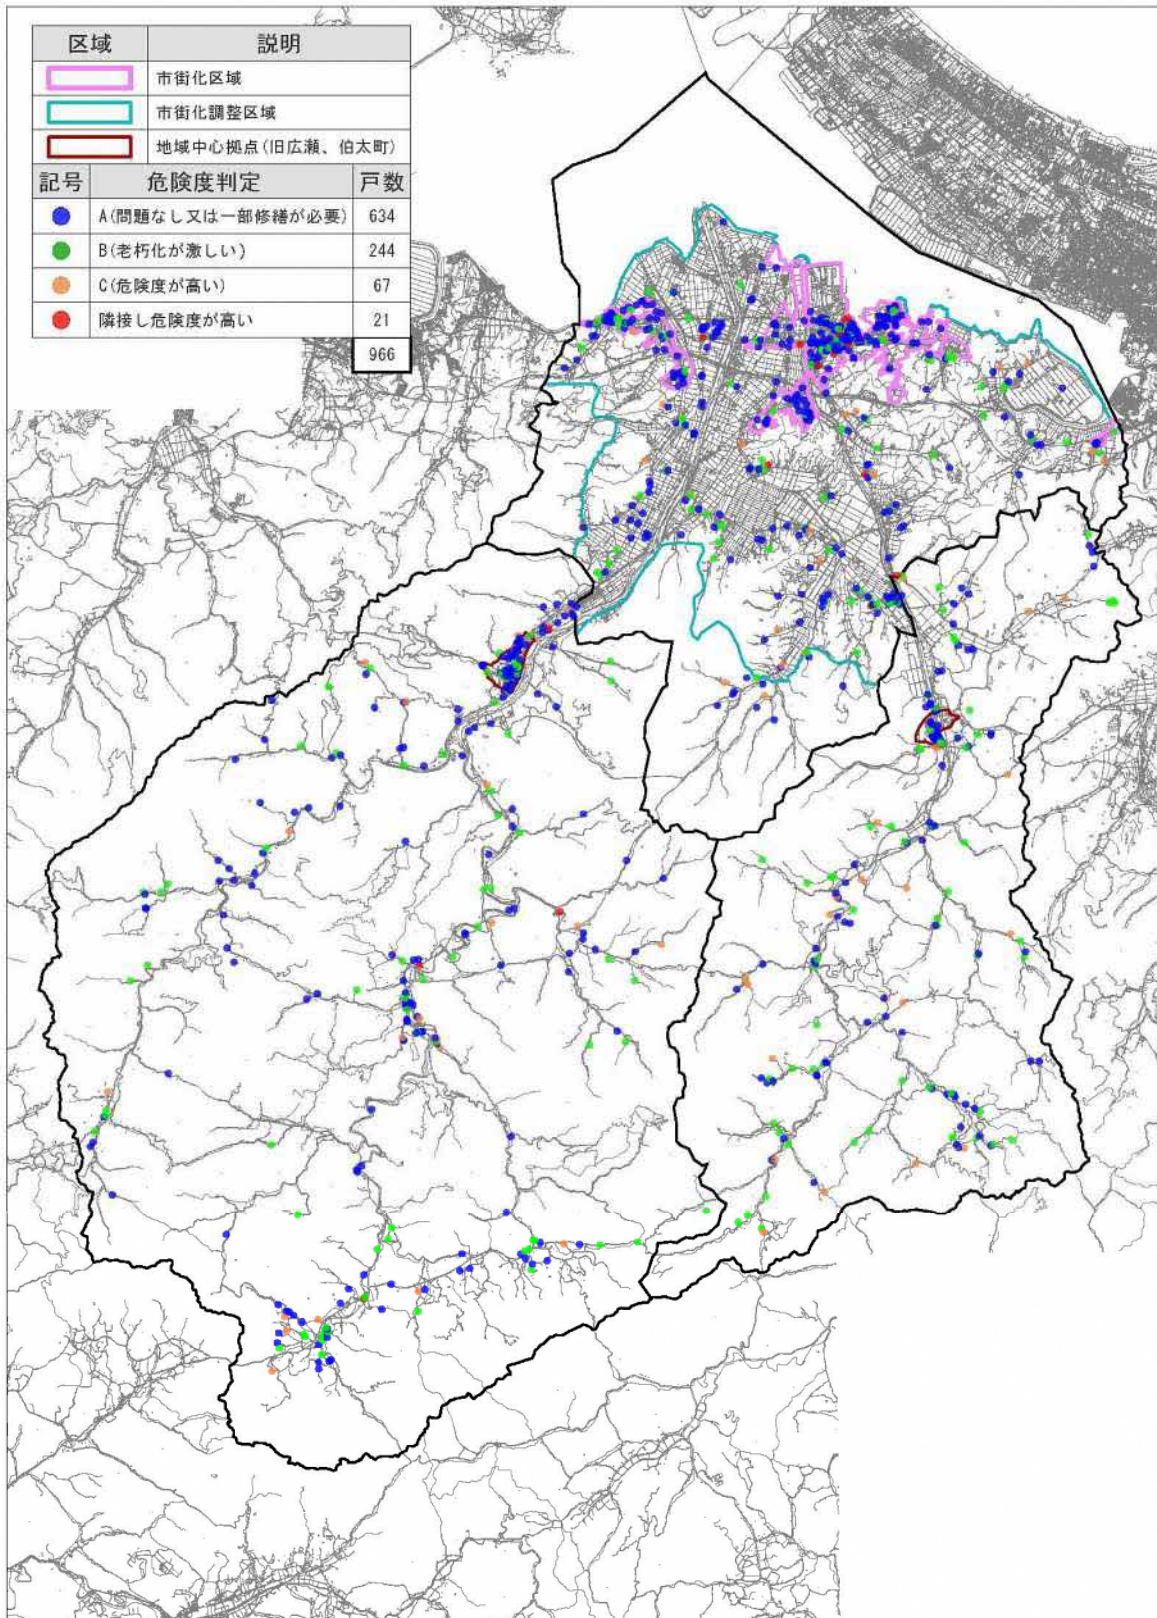 区域 説明
市街化区域
市街化調整区域
地域中心拠点(旧広瀬、伯太町)
記号 危険度判定 戸数
A(問題なし又は一部修繕が必要) 634
B(老朽化が激しい) 244
C(危険度が高い) 67
隣接し危険度が高い 21
966